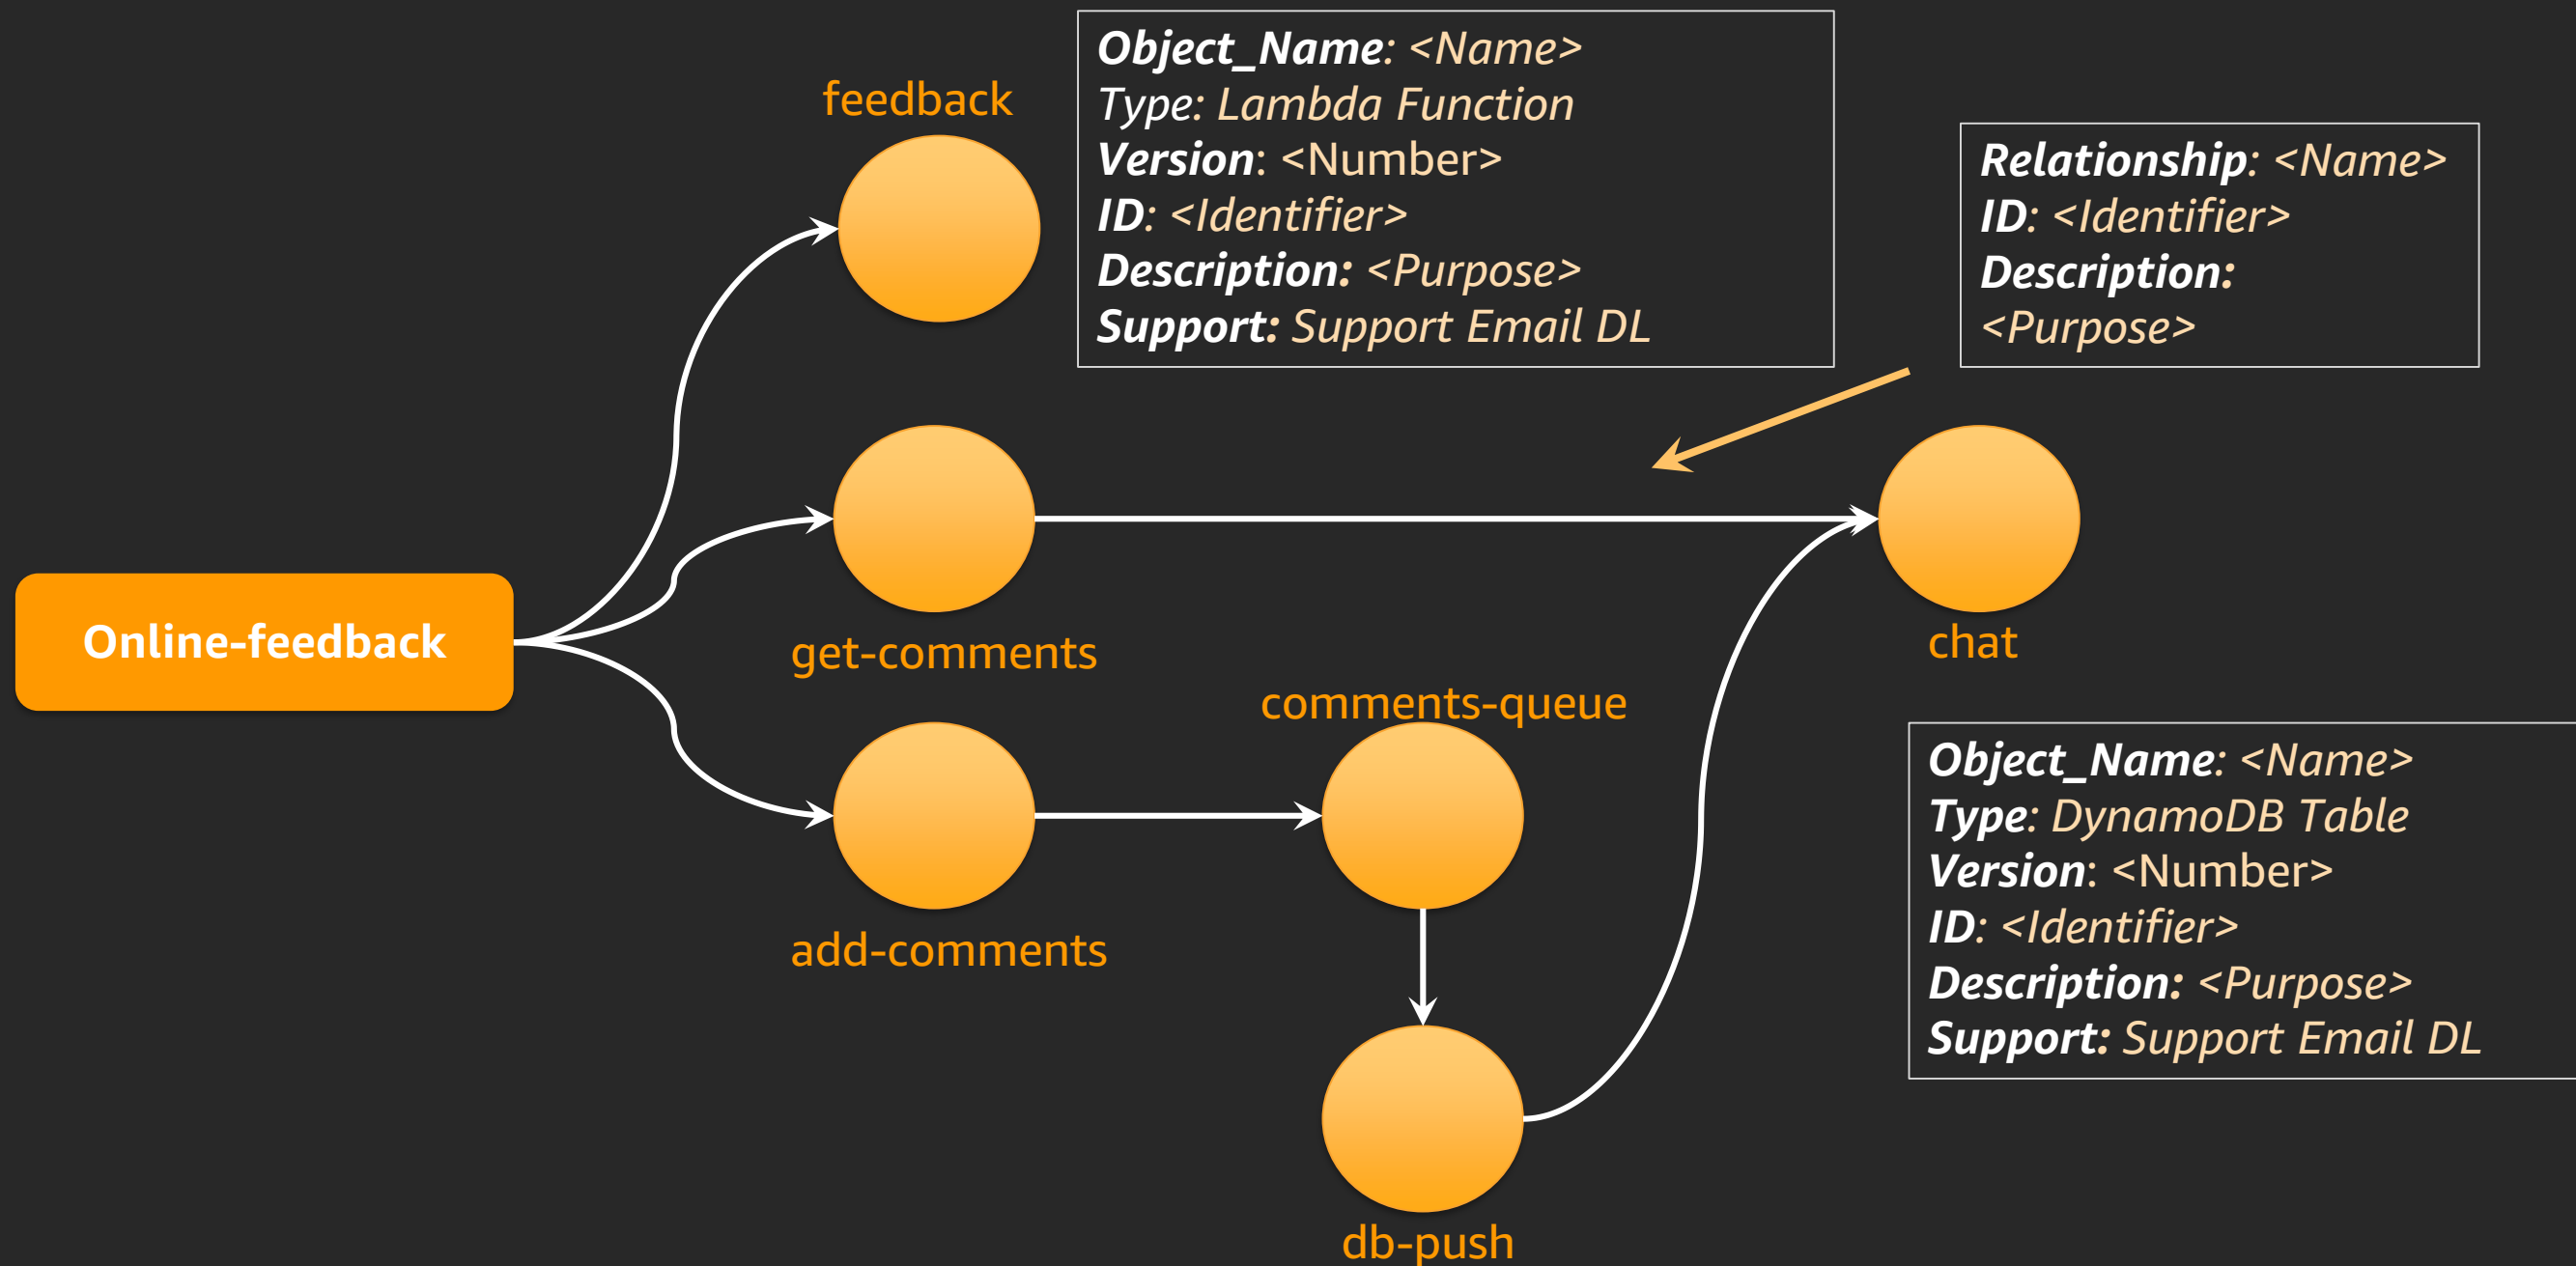 Object_Name: <Name>
Type: Lambda Function
Version: <Number>
ID: <Identifier>
Description: <Purpose>
Support: Support Email DL
feedback
Relationship: <Name>
ID: <Identifier>
Description:
<Purpose>
Online-feedback
get-comments
chat
comments-queue
add-comments
Object_Name: <Name>
Type: DynamoDB Table
Version: <Number>
ID: <Identifier>
Description: <Purpose>
Support: Support Email DL
db-push